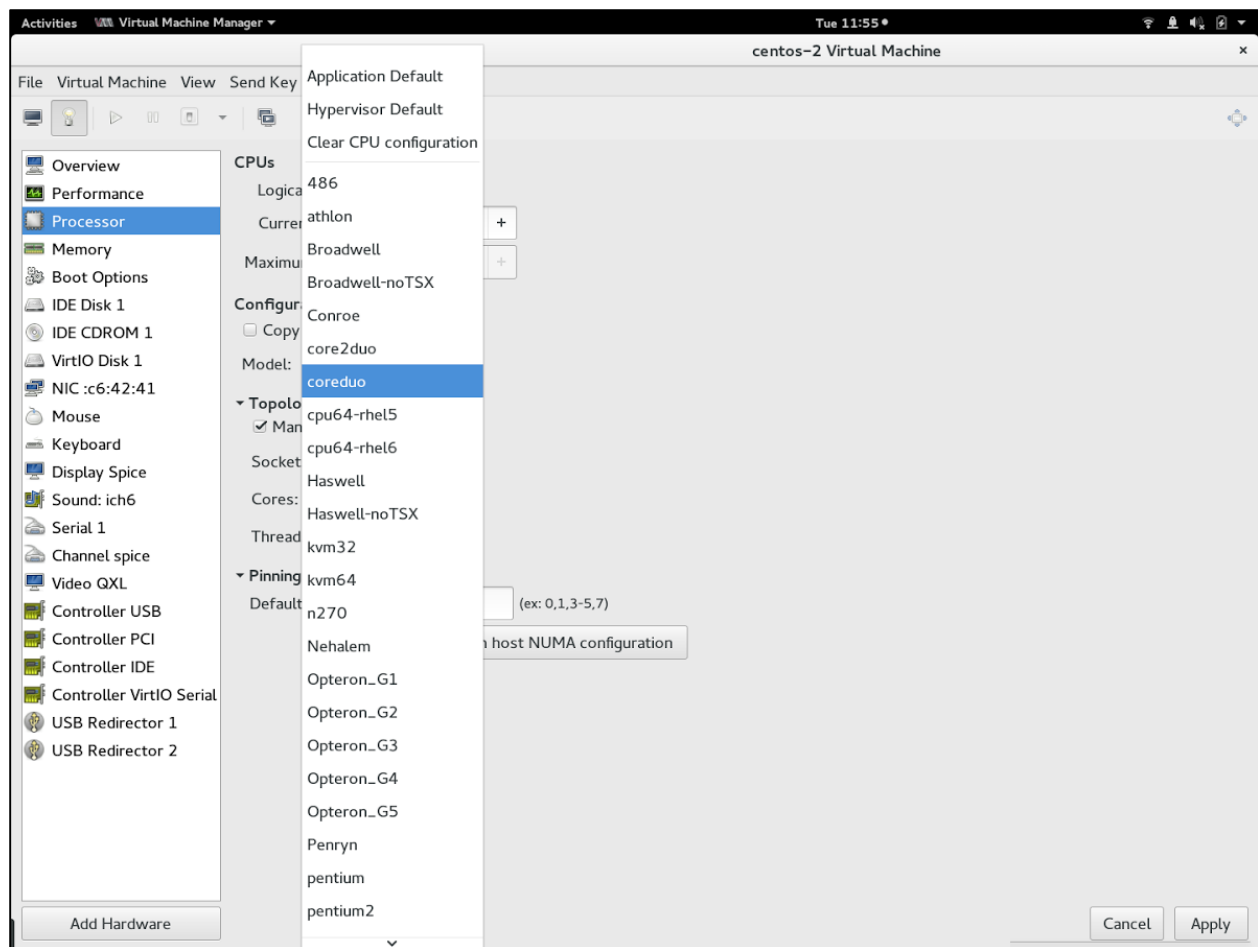 Activities Virtual Machine Manager Tue 11:55
centos-2 Virtual Machine ×
File Virtual Machine View Send Key
Overview
Performance
Processor
Memory
Boot Options
IDE Disk 1
IDE CDROM 1
VirtIO Disk 1
NIC :c6:42:41
Mouse
Keyboard
Display Spice
Sound: ich6
Serial 1
Channel spice
Video QXL
Controller USB
Controller PCI
Controller IDE
Controller VirtIO Serial
USB Redirector 1
USB Redirector 2
Add Hardware
CPUs
Logica
Curre
+
Maximu
+
Configur
Copy
Model:
Topolo
Man
Socket
Cores:
Thread
Pinning
Default
(ex: 0,1,3-5,7)
host NUMA configuration
Application Default
Hypervisor Default
Clear CPU configuration
486
athlon
Broadwell
Broadwell-noTSX
Conroe
core2duo
coreduo
cpu64-rhel5
cpu64-rhel6
Haswell
Haswell-noTSX
kvm32
kvm64
n270
Nehalem
Opteron_G1
Opteron_G2
Opteron_G3
Opteron_G4
Opteron_G5
Penryn
pentium
pentium2
Cancel Apply